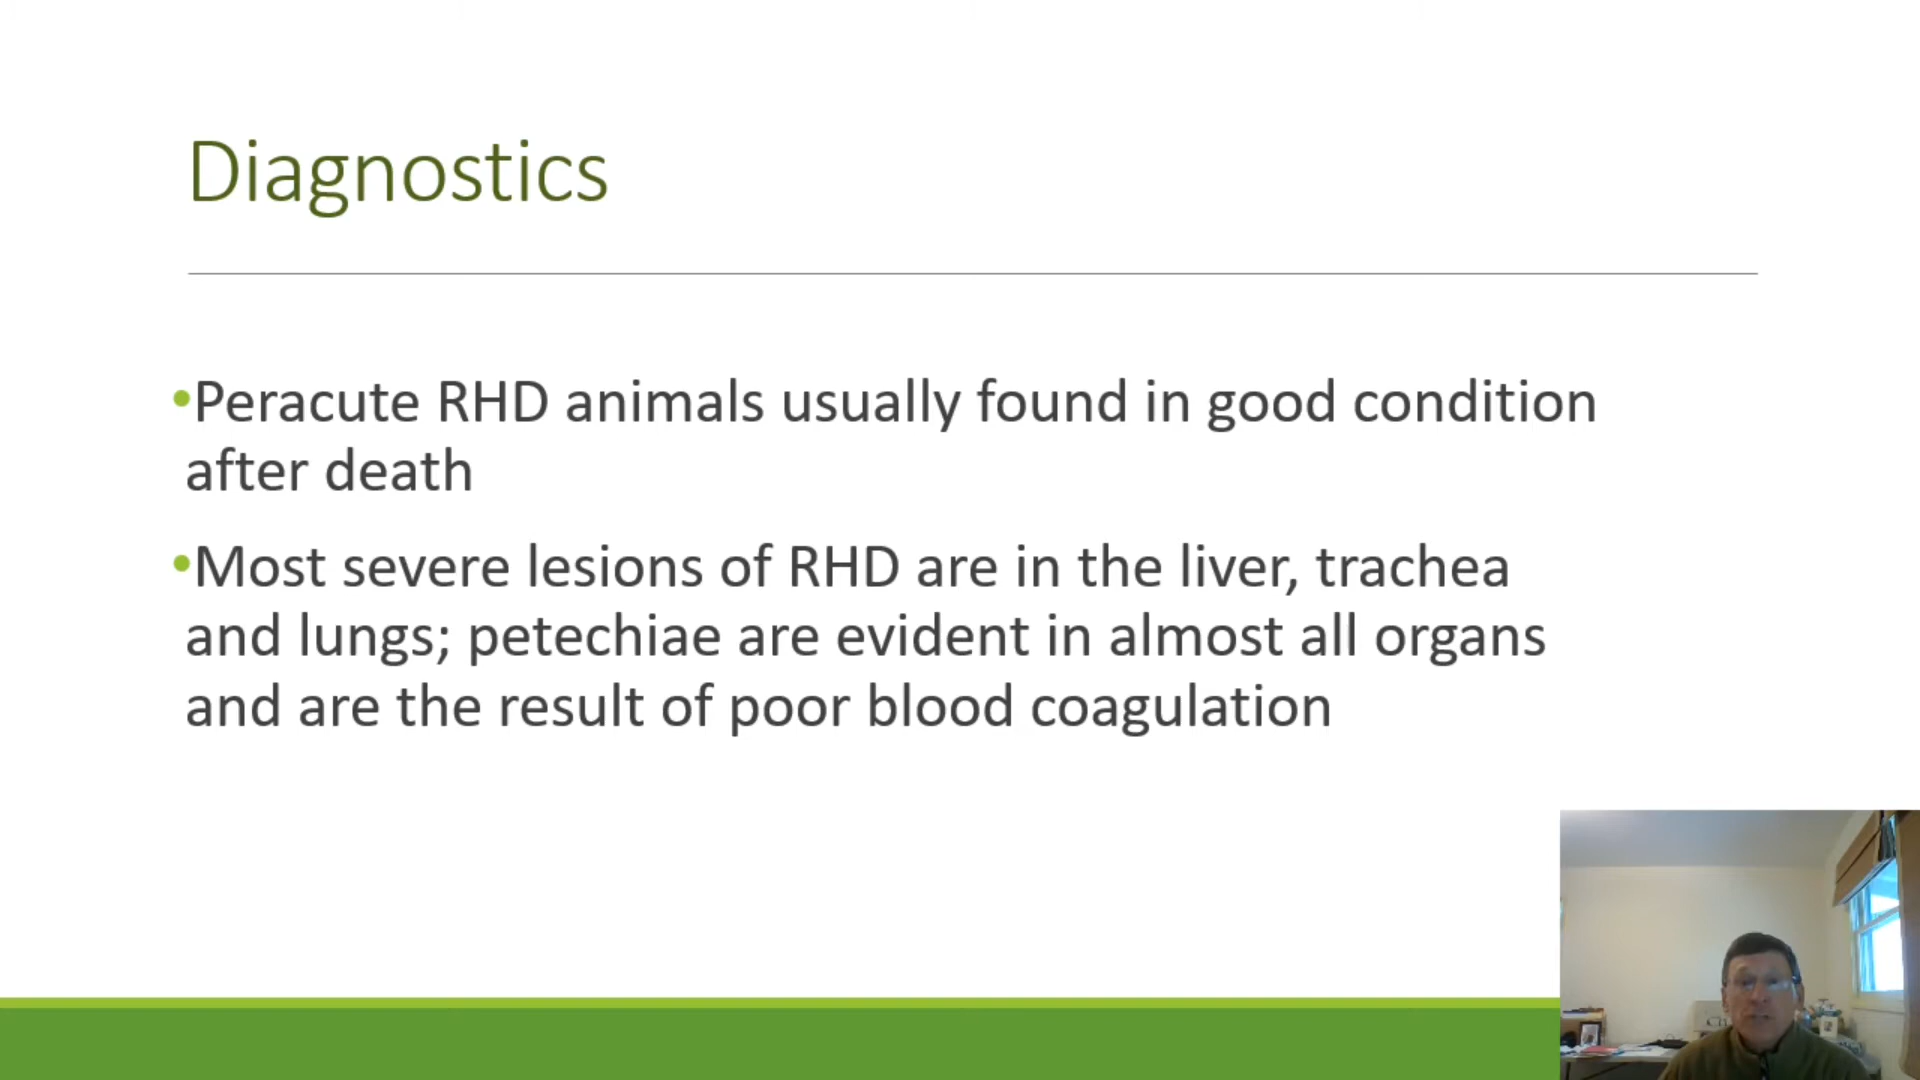 Diagnostics
•Peracute RHD animals usually found in good condition
after death
•Most severe lesions of RHD are in the liver, trachea
and lungs; petechiae are evident in almost all organs
and are the result of poor blood coagulation